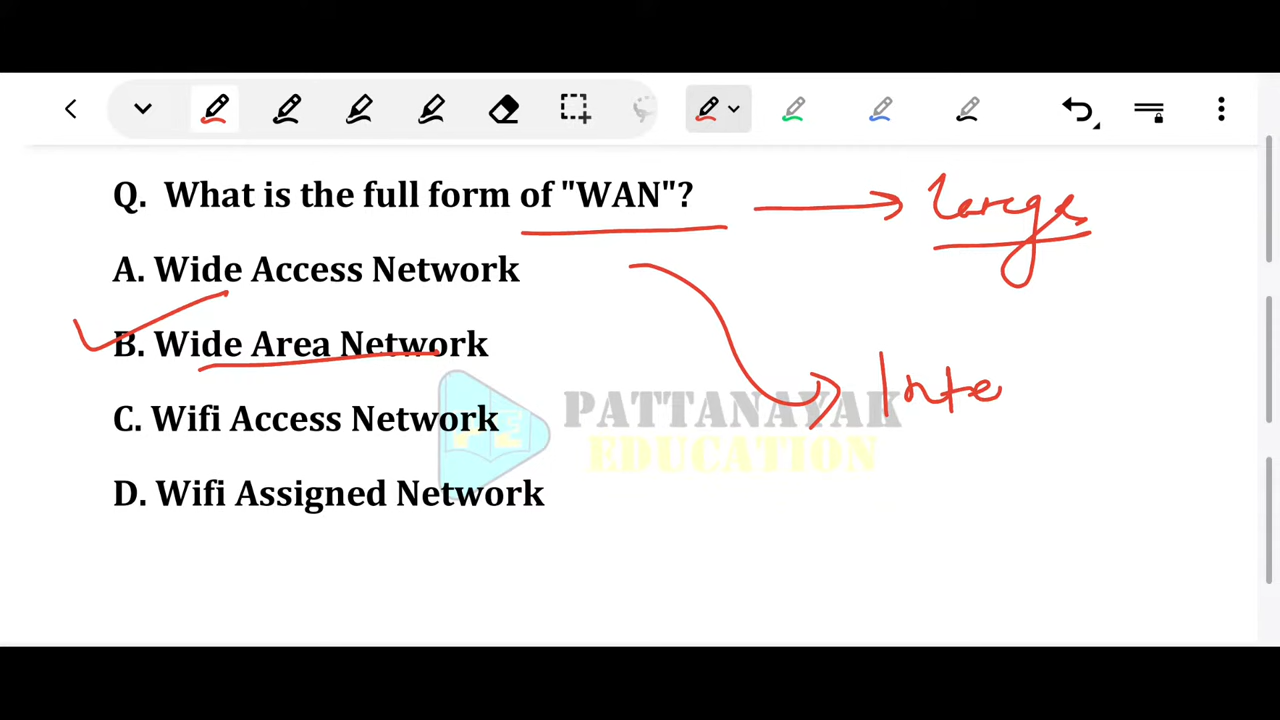 Q. What is the full form of "WAN"? large
A. Wide Access Network
B. Wide Area Network
Inte
PATTANAYAK
C. Wifi Access Network
EDUCATION
D. Wifi Assigned Network